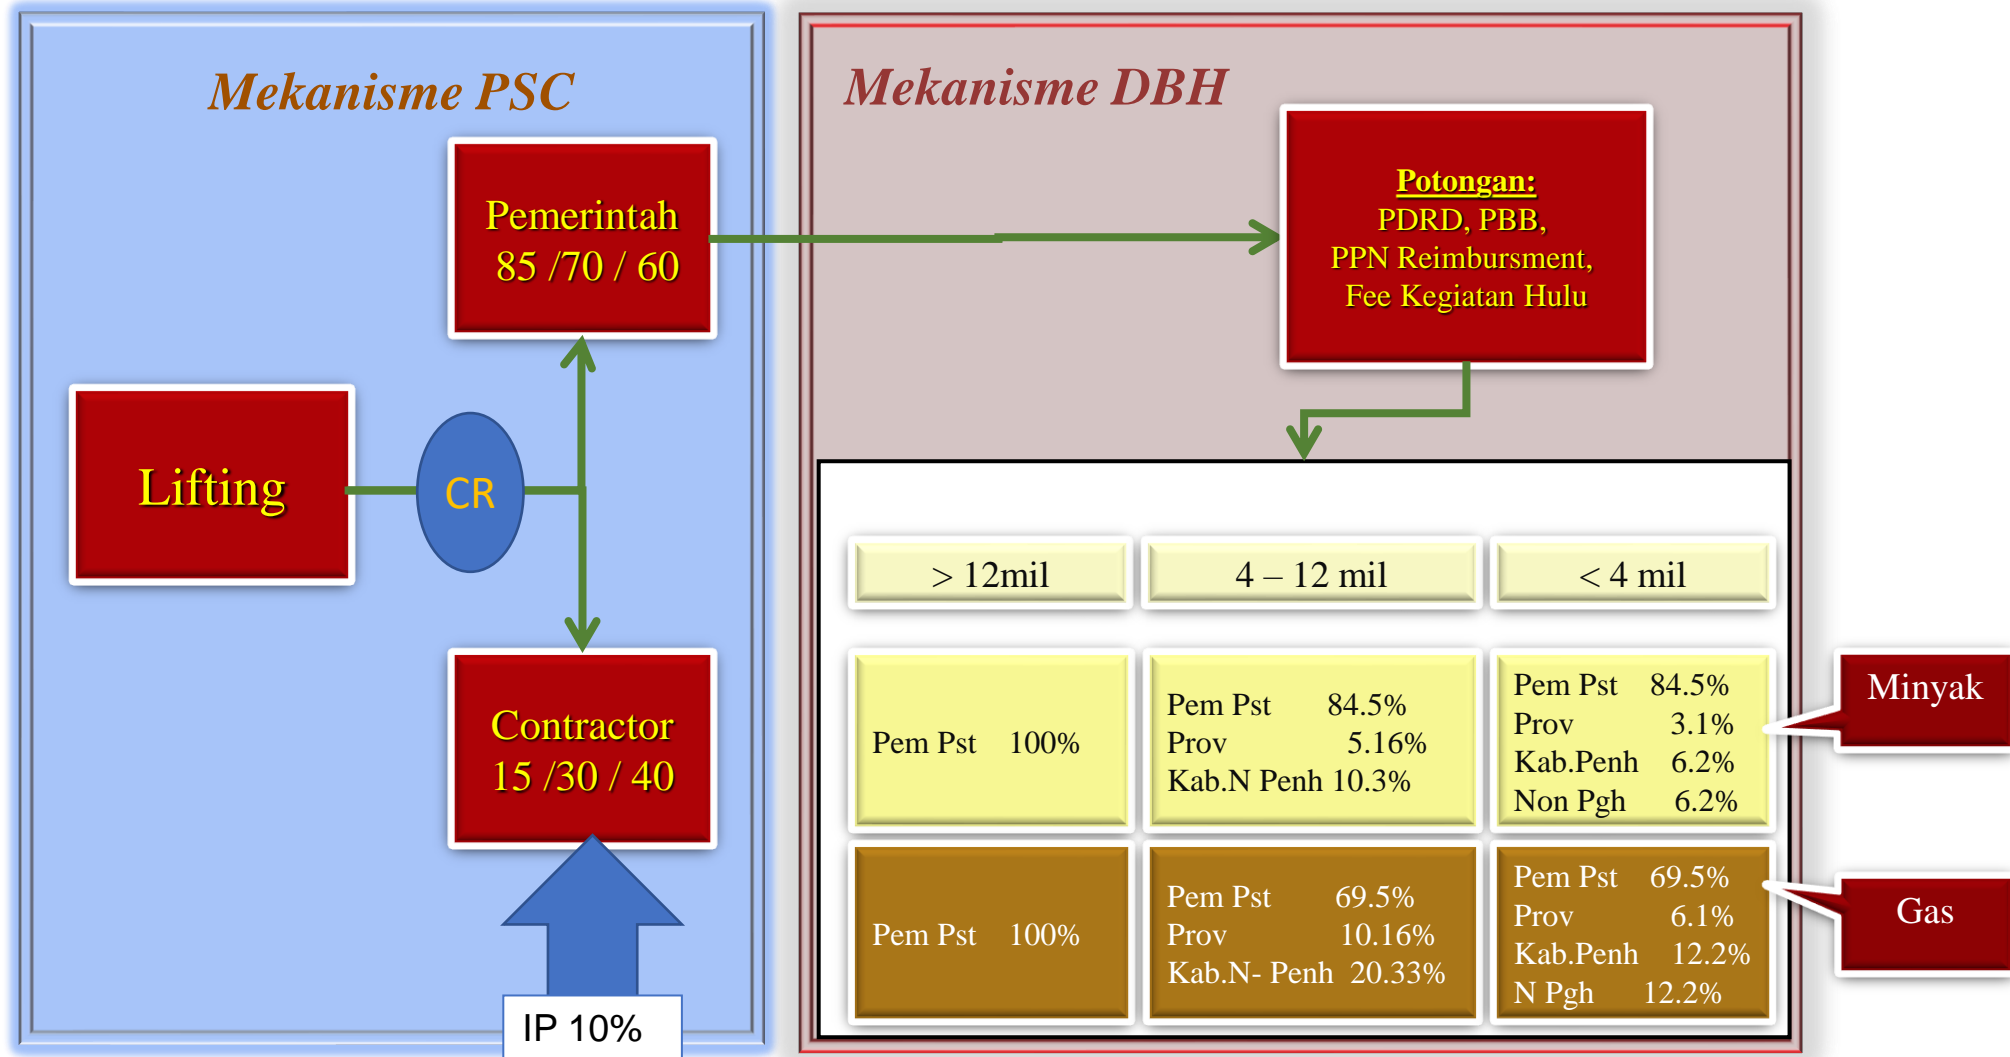 Mekanisme PSC
Pemerintah
85 /70 / 60
Lifting
CR
Contractor
15 /30 / 40
IP 10%
Mekanisme DBH
Potongan:
PDRD, PBB,
PPN Reimbursment,
Fee Kegiatan Hulu
> 12mil
4 – 12 mil
< 4 mil
Pem Pst 100%
Pem Pst 84.5%
Prov 5.16%
Kab.N Penh 10.3%
Pem Pst 84.5%
Prov 3.1%
Kab.Penh 6.2%
Non Pgh 6.2%
Minyak
Pem Pst 100%
Pem Pst 69.5%
Prov 10.16%
Kab.N- Penh 20.33%
Pem Pst 69.5%
Prov 6.1%
Kab.Penh 12.2%
N Pgh 12.2%
Gas